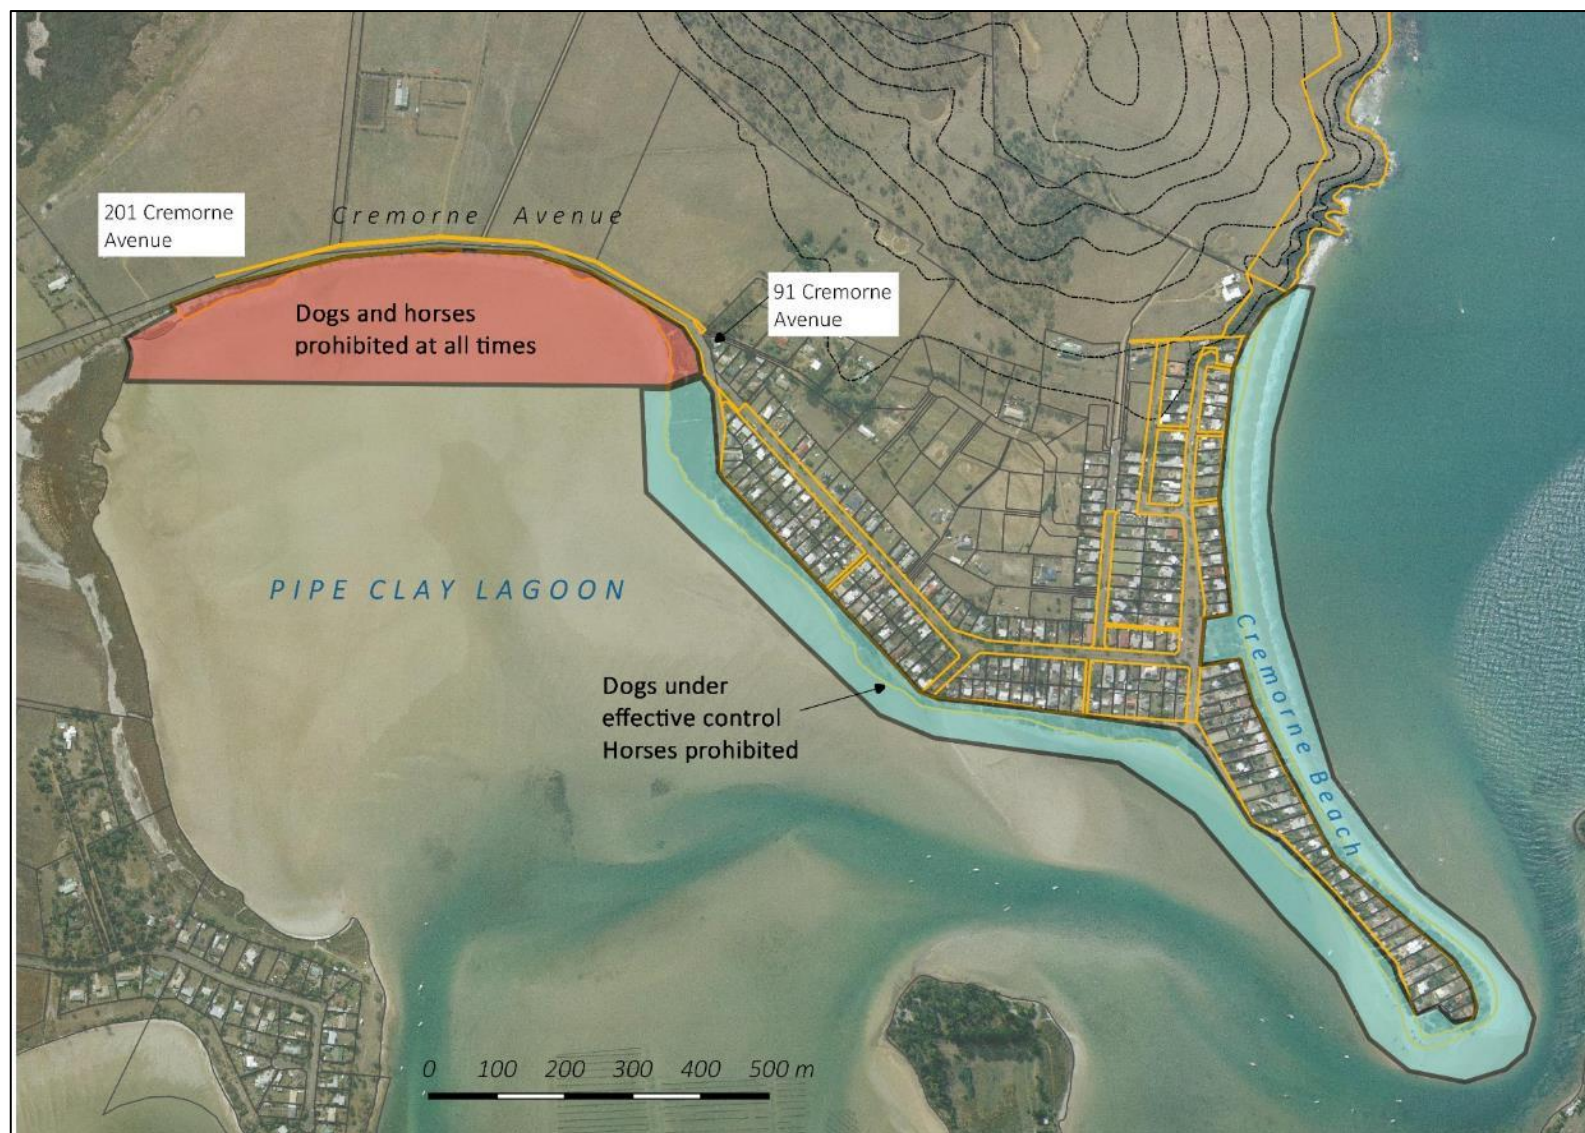 201 Cremorne
Avenue
Cremorne Avenue
Dogs and horses
prohibited at all times
91 Cremorne
Avenue
PIPE CLAY LAGOON
Cremorne Beach
Dogs under
effective control
Horses prohibited
0 100 200 300 400 500 m